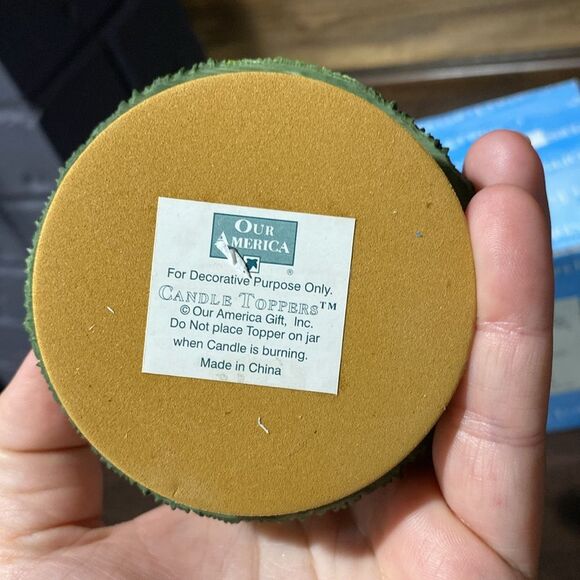 OUR
AMERICA
®
For Decorative Purpose Only.
CANDLE TOPPERS™
© Our America Gift, Inc.
Do Not place Topper on jar
when Candle is burning.
Made in China